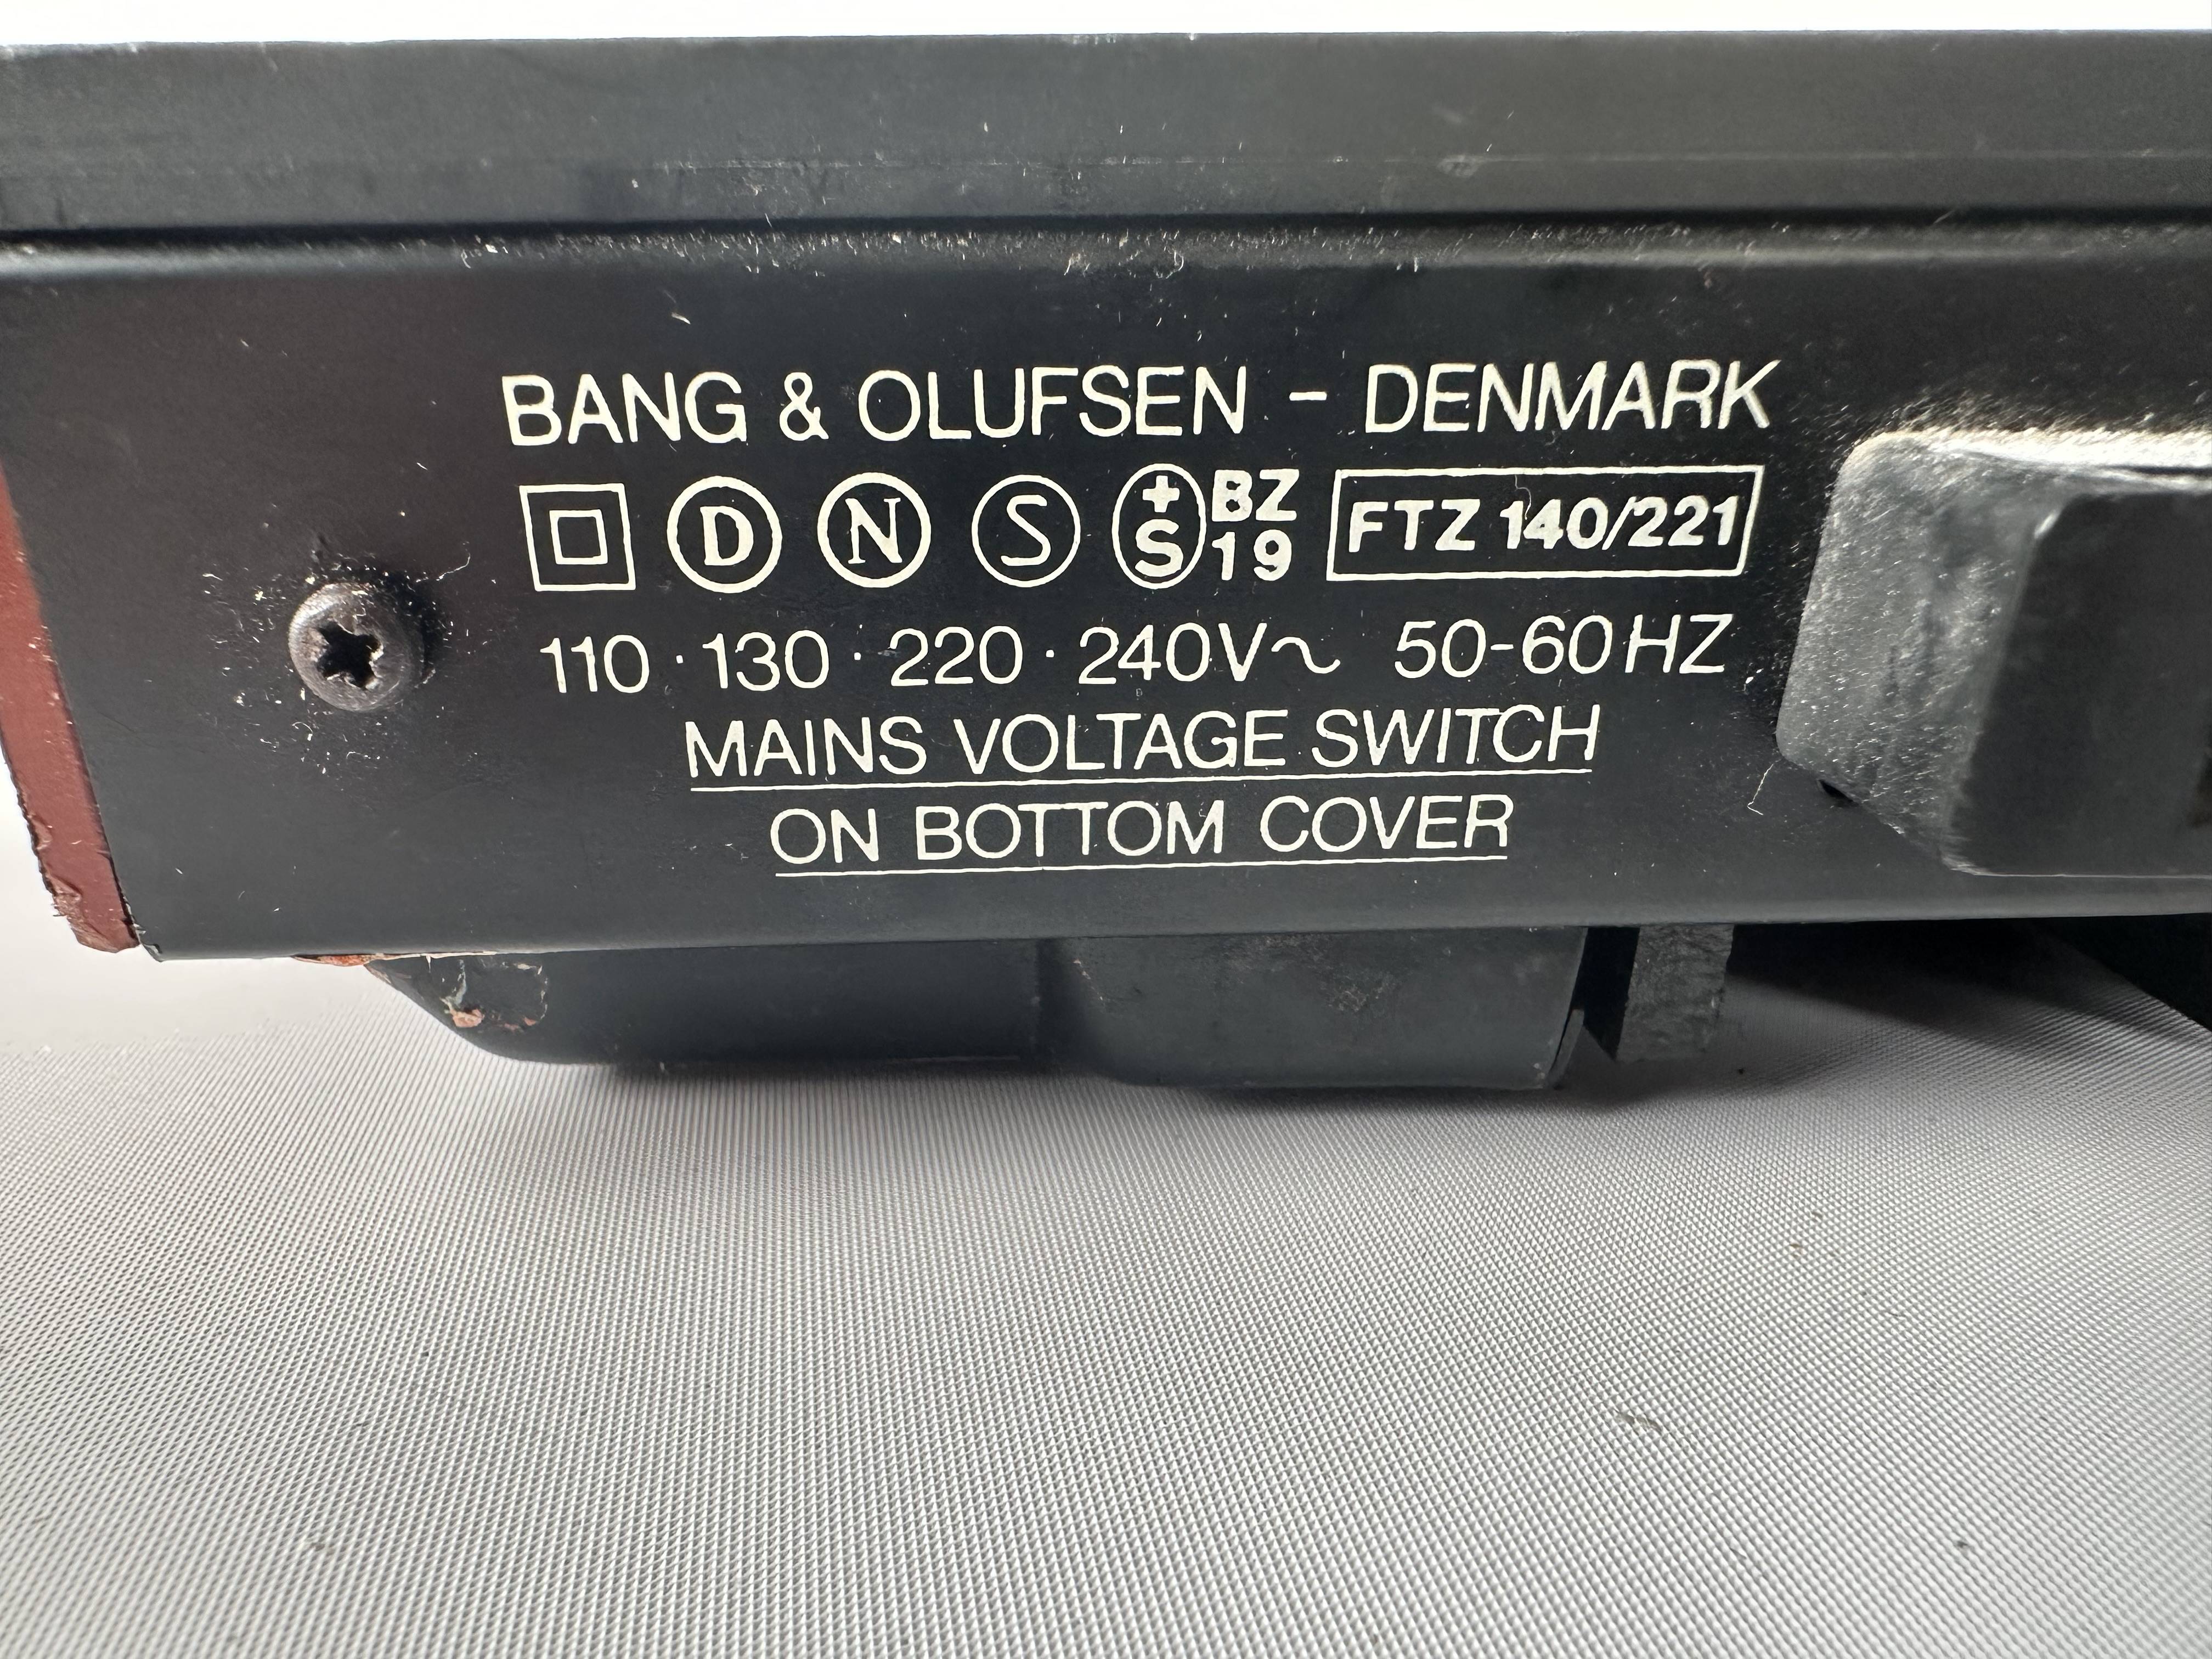 BANG & OLUFSEN - DENMARK
D N S +S BZ 19 FTZ 140/221
110 · 130 · 220 · 240V~ 50-60HZ
MAINS VOLTAGE SWITCH
ON BOTTOM COVER